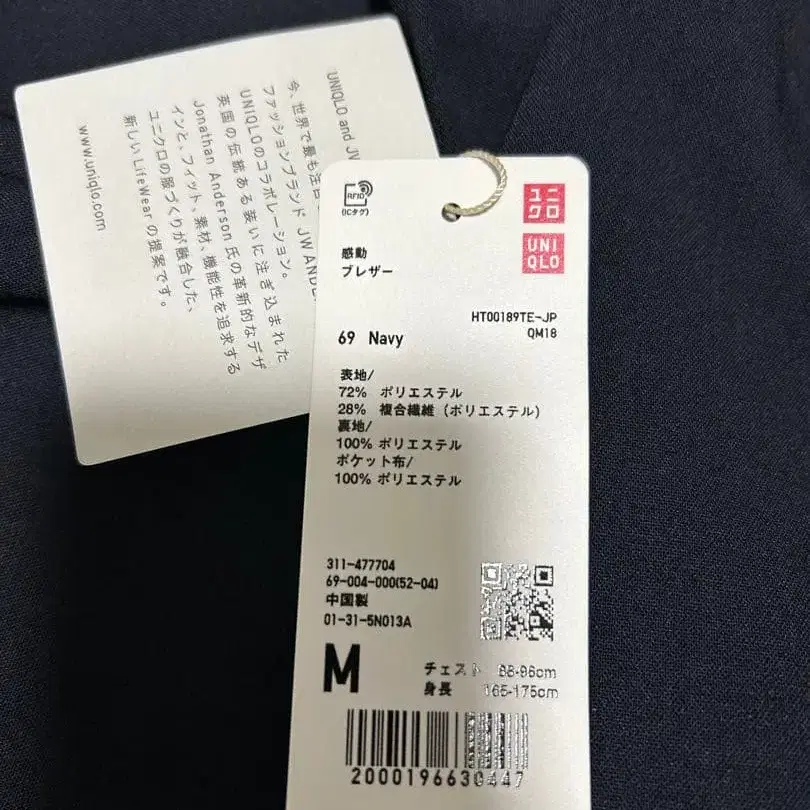 UNIQLO and JW
今、世界で最も注
ファッションブランド JW ANDE
UNIQLOのコラボレーション。
英国の伝統ある装いに注ぎ込まれた
Jonathan Anderson 氏の革新的なデザ
インと、フィット、素材、機能性を追求する
ユニクロの服づくりが融合した、
新しい LifeWear の提案です。
www.uniqlo.com
RFID
(ICタグ)
ユニ
クロ
UNI
QLO
感動
ブレザー
HT00189TE-JP
QM18
69 Navy
表地/
72% ポリエステル
28% 複合繊維 (ポリエステル)
裏地/
100% ポリエステル
ポケット布/
100% ポリエステル
311-477704
69-004-000(52-04)
中国製
01-31-5N013A
M
チェスト 88-96cm
身長 165-175cm
2000196630447